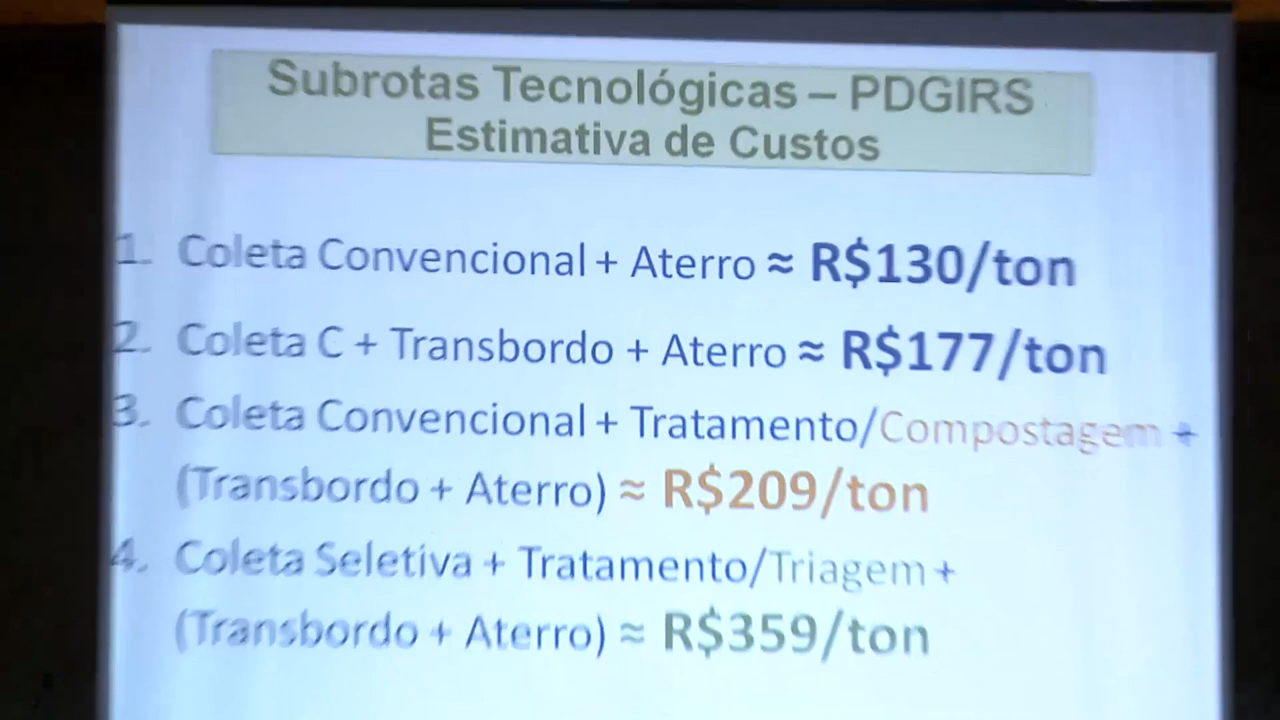 Subrotas Tecnológicas – PDGIRS
Estimativa de Custos
1. Coleta Convencional + Aterro ≈ R$130/ton
2. Coleta C + Transbordo + Aterro ≈ R$177/ton
3. Coleta Convencional + Tratamento/Compostagem +
(Transbordo + Aterro) ≈ R$209/ton
4. Coleta Seletiva + Tratamento/Triagem +
(Transbordo + Aterro) ≈ R$359/ton